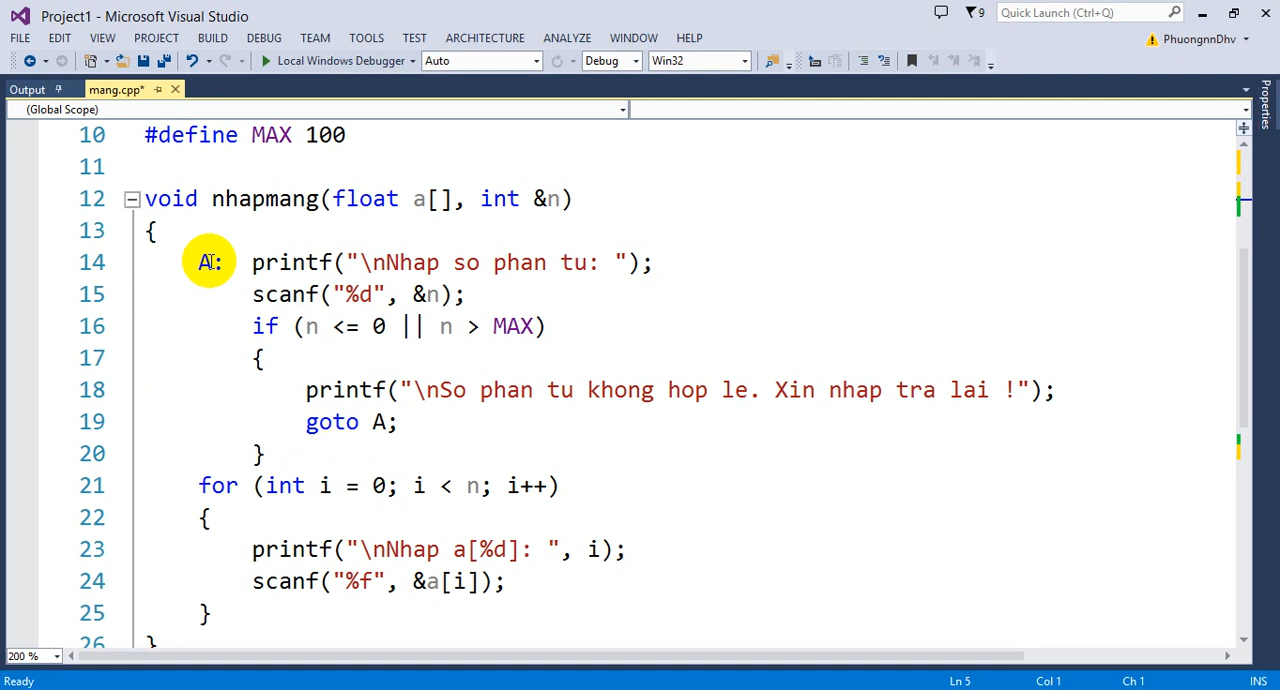 Project1 - Microsoft Visual Studio
9
Quick Launch (Ctrl+Q)
FILE EDIT VIEW PROJECT BUILD DEBUG TEAM TOOLS TEST ARCHITECTURE ANALYZE WINDOW HELP
PhuongnnDhv
Local Windows Debugger Auto Debug Win32
Output mang.cpp*
Properties
(Global Scope)
10 #define MAX 100
11
12 void nhapmang(float a[], int &n)
13 {
14 A: printf("\nNhap so phan tu: ");
15 scanf("%d", &n);
16 if (n <= 0 || n > MAX)
17 {
18 printf("\nSo phan tu khong hop le. Xin nhap tra lai !");
19 goto A;
20 }
21 for (int i = 0; i < n; i++)
22 {
23 printf("\nNhap a[%d]: ", i);
24 scanf("%f", &a[i]);
25 }
26 }
200 %
Ready Ln 5 Col 1 Ch 1 INS